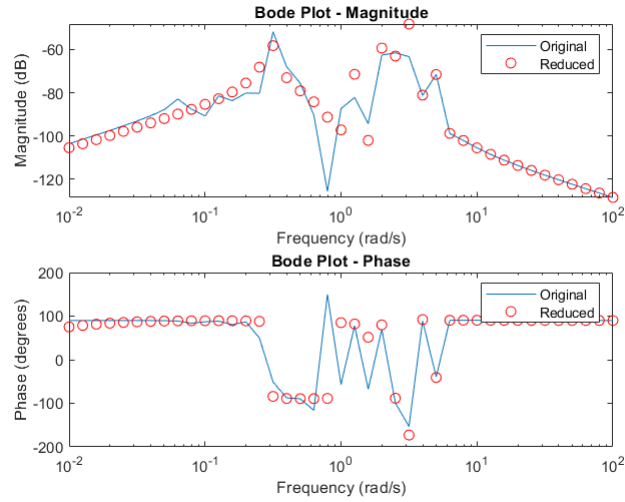 Bode Plot - Magnitude
Magnitude (dB)
-60
-80
-100
-120
Original
Reduced
10^-2
10^-1
10^0
10^1
10^2
Frequency (rad/s)
Bode Plot - Phase
Phase (degrees)
200
100
0
-100
-200
Original
Reduced
10^-2
10^-1
10^0
10^1
10^2
Frequency (rad/s)